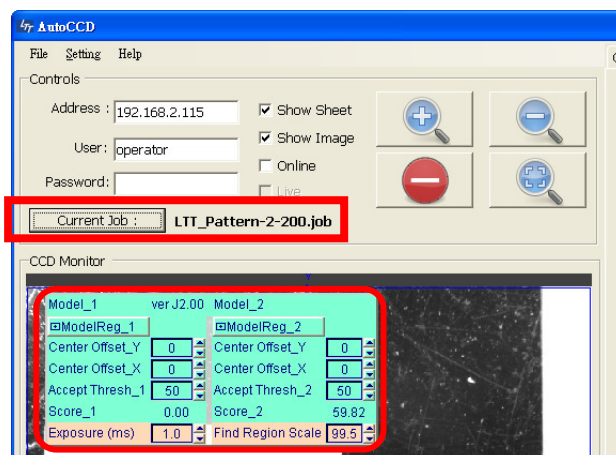 LTT AutoCCD
File Setting Help
Controls
Address : 192.168.2.115
Show Sheet
User: operator
Show Image
Online
Password:
Live
Current Job : LTT_Pattern-2-200.job
CCD Monitor
Y
Model_1 ver J2.00 Model_2
ModelReg_1 ModelReg_2
Center Offset_Y 0 Center Offset_Y 0
Center Offset_X 0 Center Offset_X 0
Accept Thresh_1 50 Accept Thresh_2 50
Score_1 0.00 Score_2 59.82
Exposure (ms) 1.0 Find Region Scale 99.5